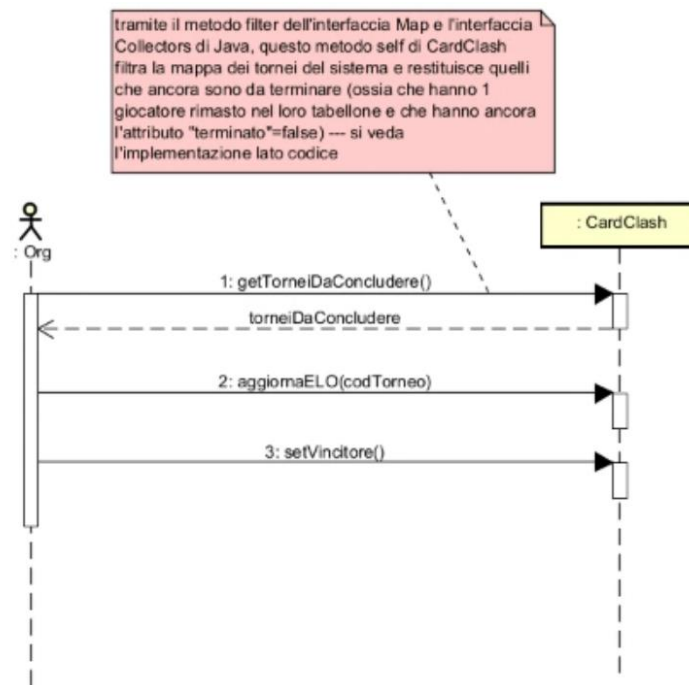 tramite il metodo filter dell'interfaccia Map e l'interfaccia
Collectors di Java, questo metodo self di CardClash
filtra la mappa dei tornei del sistema e restituisce quelli
che ancora sono da terminare (ossia che hanno 1
giocatore rimasto nel loro tabellone e che hanno ancora
l'attributo "terminato"=false) --- si veda
l'implementazione lato codice
: Org
: CardClash
1: getTorneiDaConcludere()
torneiDaConcludere
2: aggiornaELO(codTorneo)
3: setVincitore()